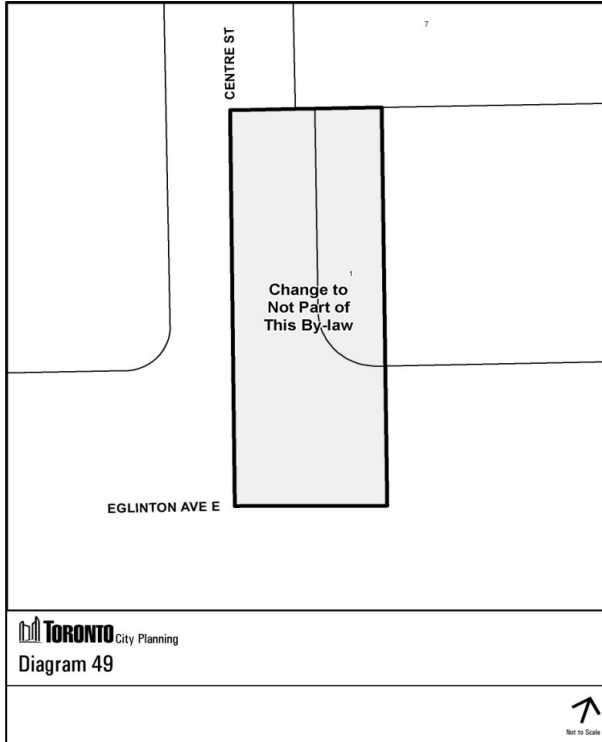 7
CENTRE ST
1
Change to
Not Part of
This By-law
EGLINTON AVE E
TORONTO City Planning
Diagram 49
Not to Scale